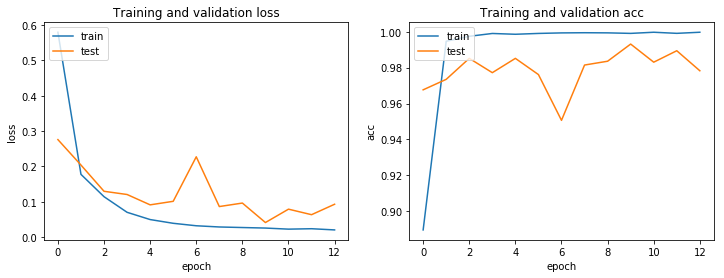 Training and validation loss
train
test
loss
0.6
0.5
0.4
0.3
0.2
0.1
0.0
0 2 4 6 8 10 12
epoch
Training and validation acc
train
test
acc
1.00
0.98
0.96
0.94
0.92
0.90
0 2 4 6 8 10 12
epoch